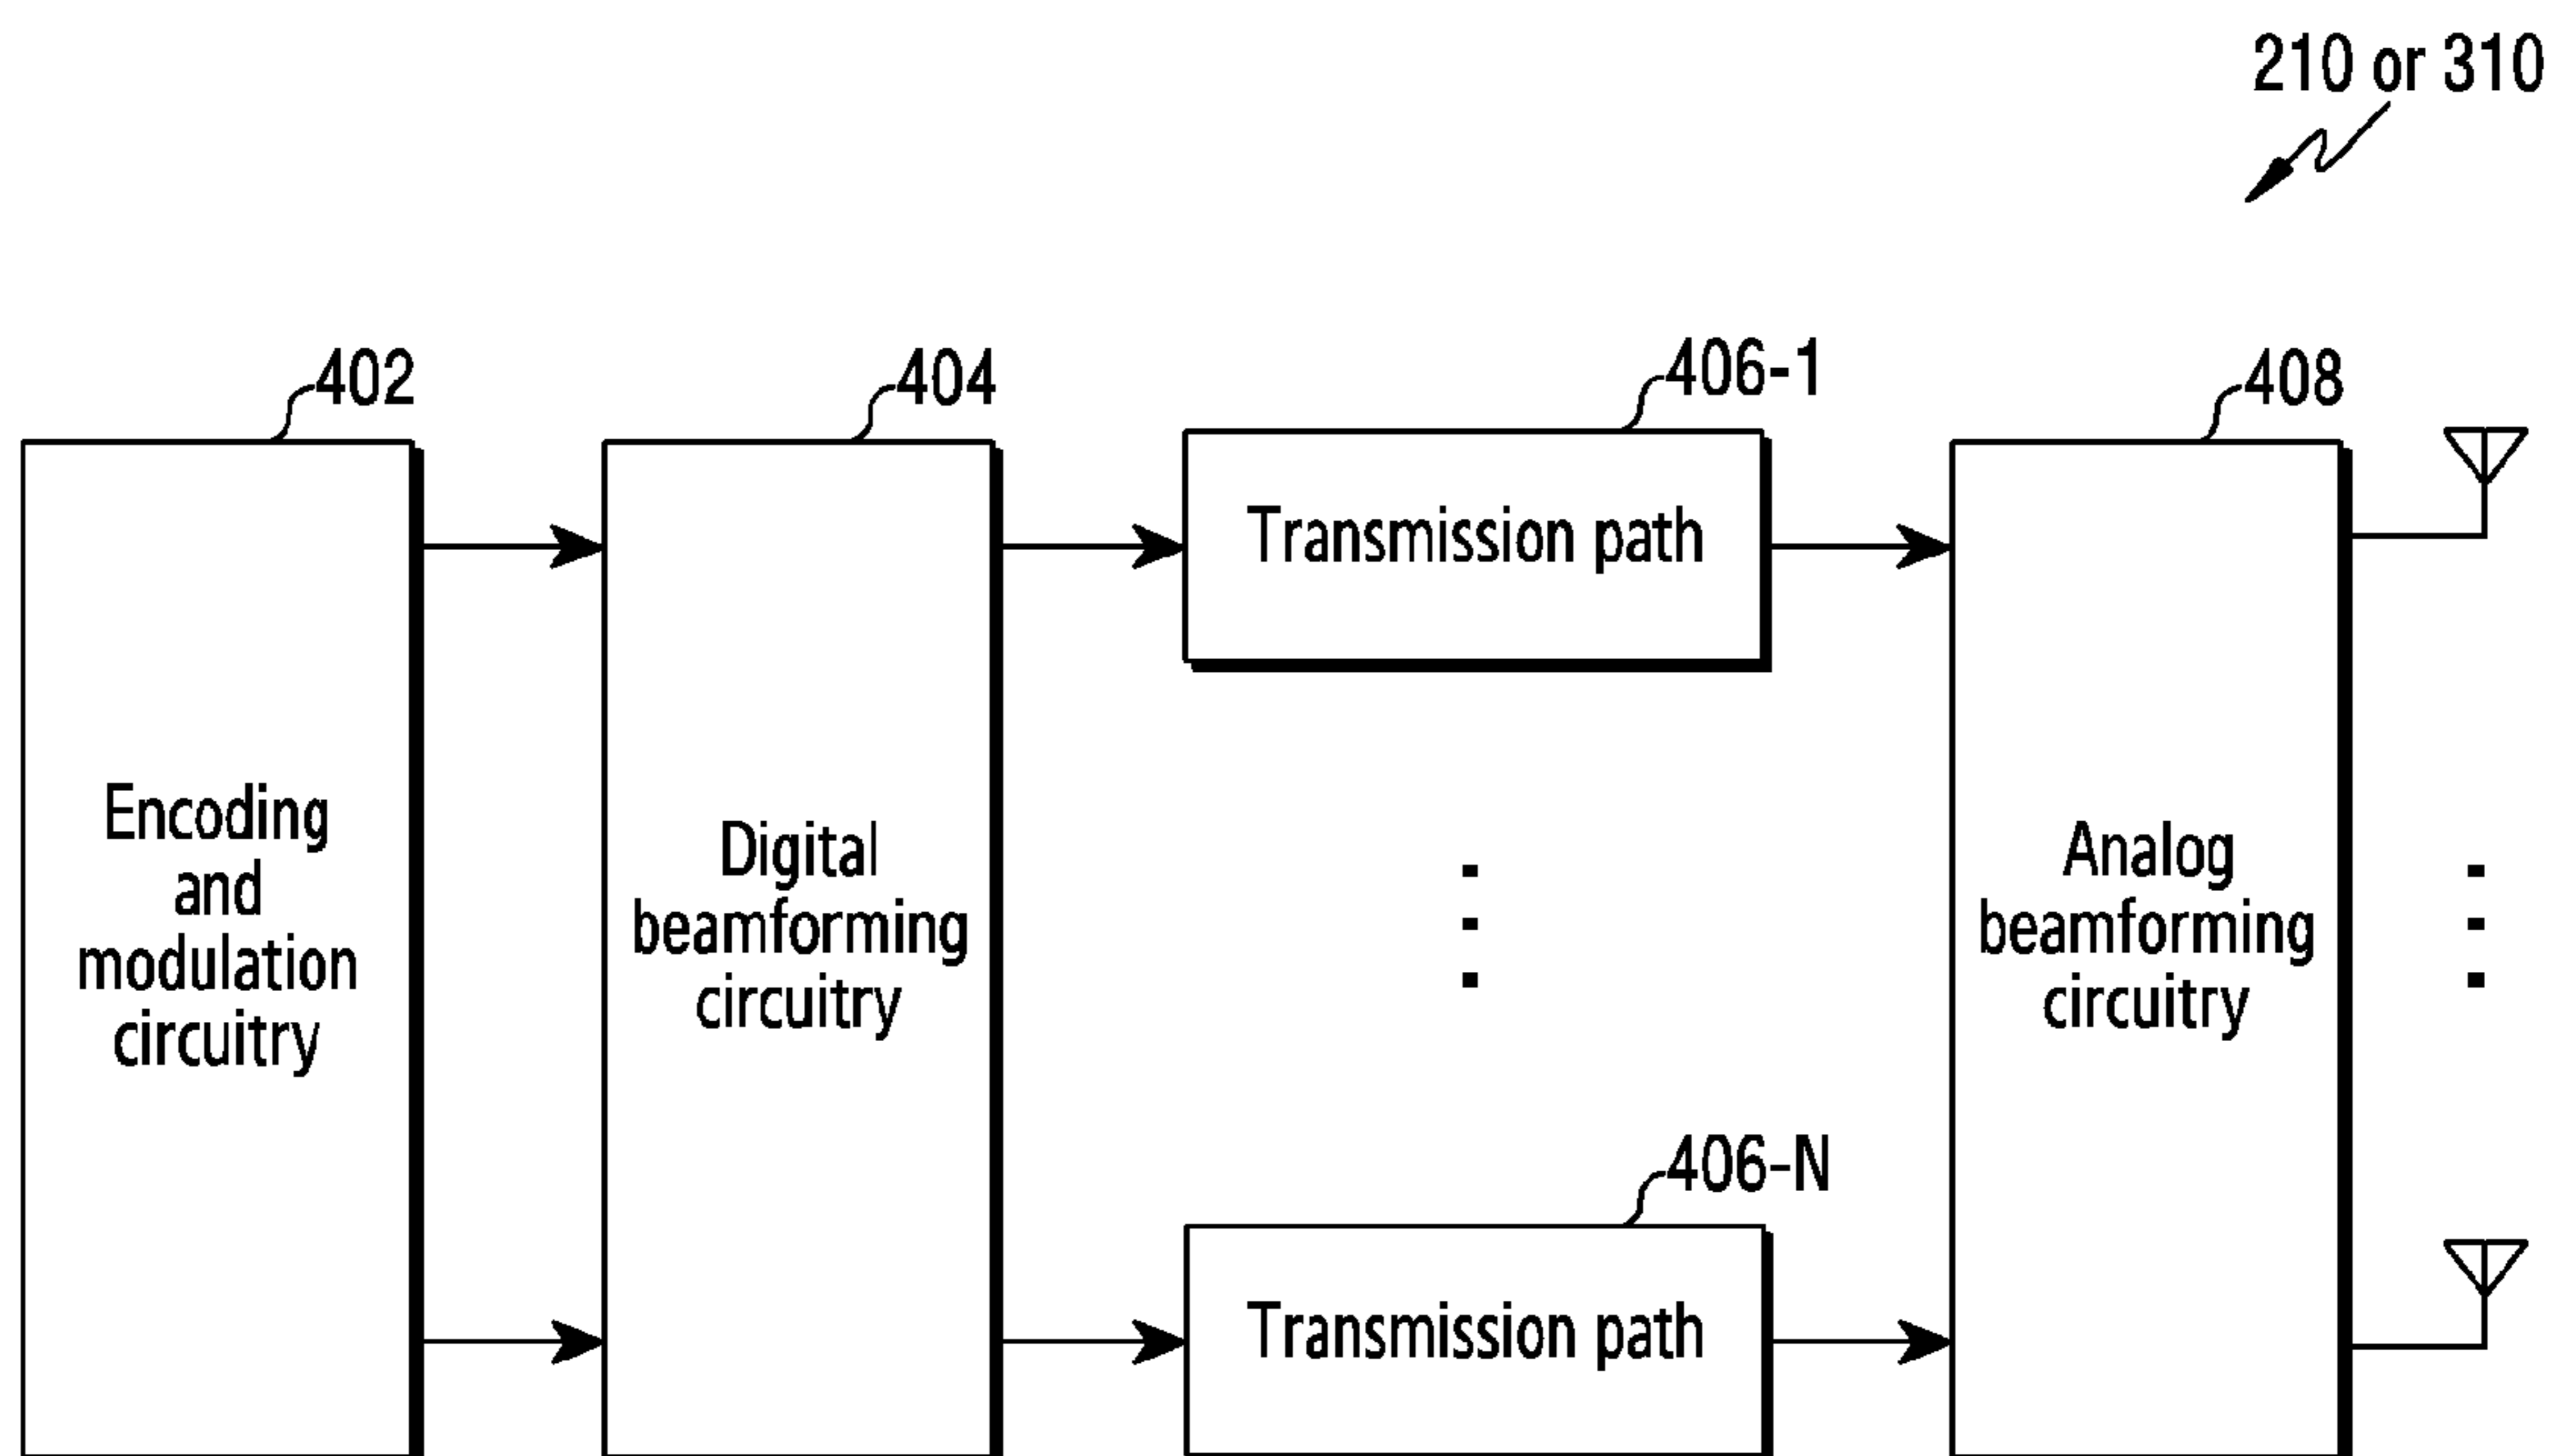 210 or 310
402
404
406-1
408
Transmission path
Encoding
and
modulation
circuitry
Digital
beamforming
circuitry
Analog
beamforming
circuitry
406-N
Transmission path